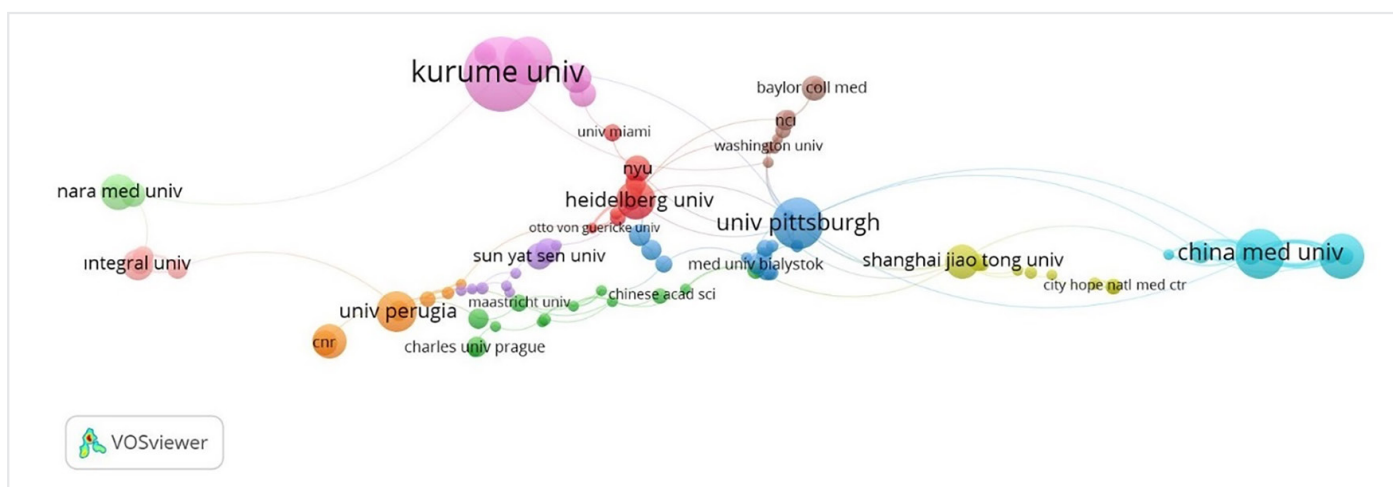 kurume univ
baylor coll med
nci
univ miami
washington univ
nyu
nara med univ
heidelberg univ
univ pittsburgh
otto von guericke univ
sun yat sen univ
china med univ
ıntegral univ
med univ bialystok
shanghai jiao tong univ
city hope natl med ctr
chinese acad sci
maastricht univ
univ perugia
cnr
charles univ prague
VOSviewer